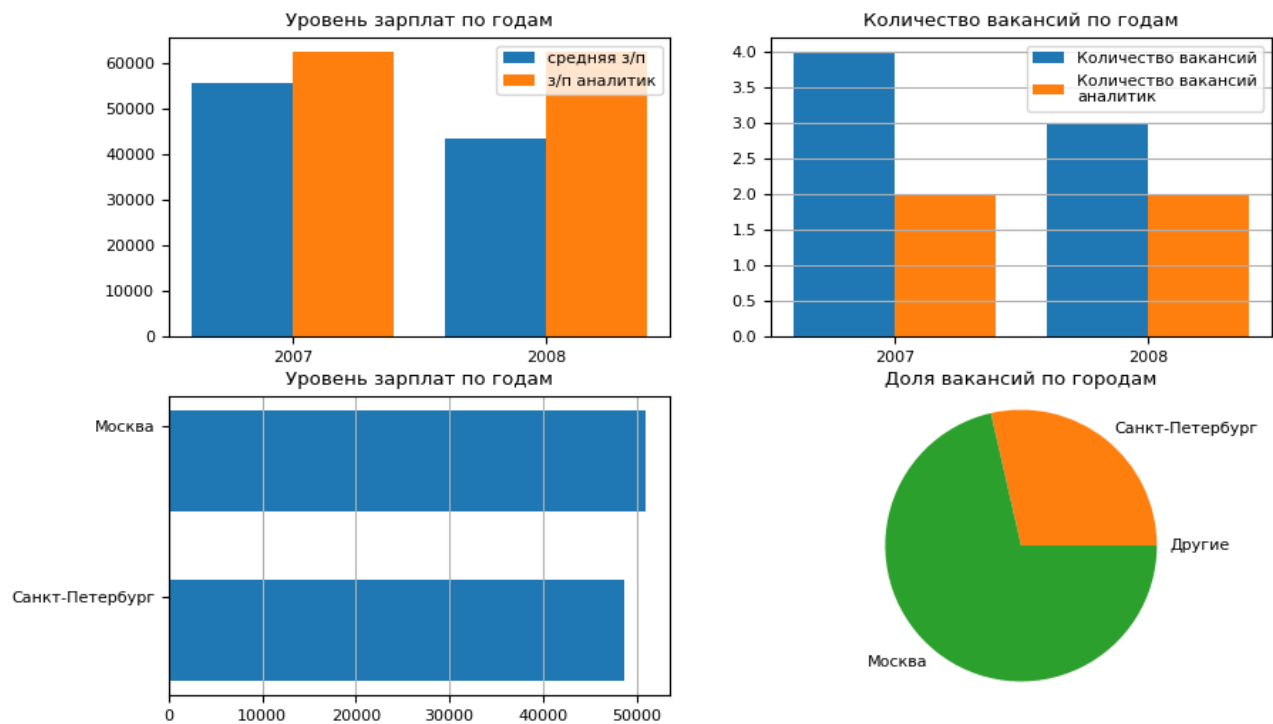 Уровень зарплат по годам
60000
50000
40000
30000
20000
10000
0
средняя з/п
з/п аналитик
2007
2008
Количество вакансий по годам
4.0
3.5
3.0
2.5
2.0
1.5
1.0
0.5
0.0
Количество вакансий
Количество вакансий
аналитик
2007
2008
Уровень зарплат по годам
Москва
Санкт-Петербург
0
10000
20000
30000
40000
50000
Доля вакансий по городам
Санкт-Петербург
Другие
Москва